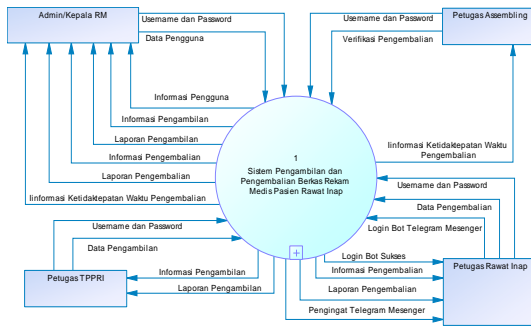 Admin/Kepala RM
Username dan Password
Data Pengguna
Username dan Password
Verifikasi Pengembalian
Petugas Assembling
Informasi Pengguna
Informasi Pengambilan
Laporan Pengambilan
Informasi Pengembalian
Laporan Pengembalian
Iinformasi Ketidaktepatan Waktu Pengembalian
1
Sistem Pengambilan dan
Pengembalian Berkas Rekam
Medis Pasien Rawat Inap
Iinformasi Ketidaktepatan Waktu
Pengembalian
Username dan Password
Data Pengembalian
Login Bot Telegram Mesenger
Username dan Password
Data Pengambilan
Petugas TPPRI
Informasi Pengambilan
Laporan Pengambilan
Login Bot Sukses
Informasi Pengembalian
Laporan Pengembalian
Pengingat Telegram Mesenger
Petugas Rawat Inap